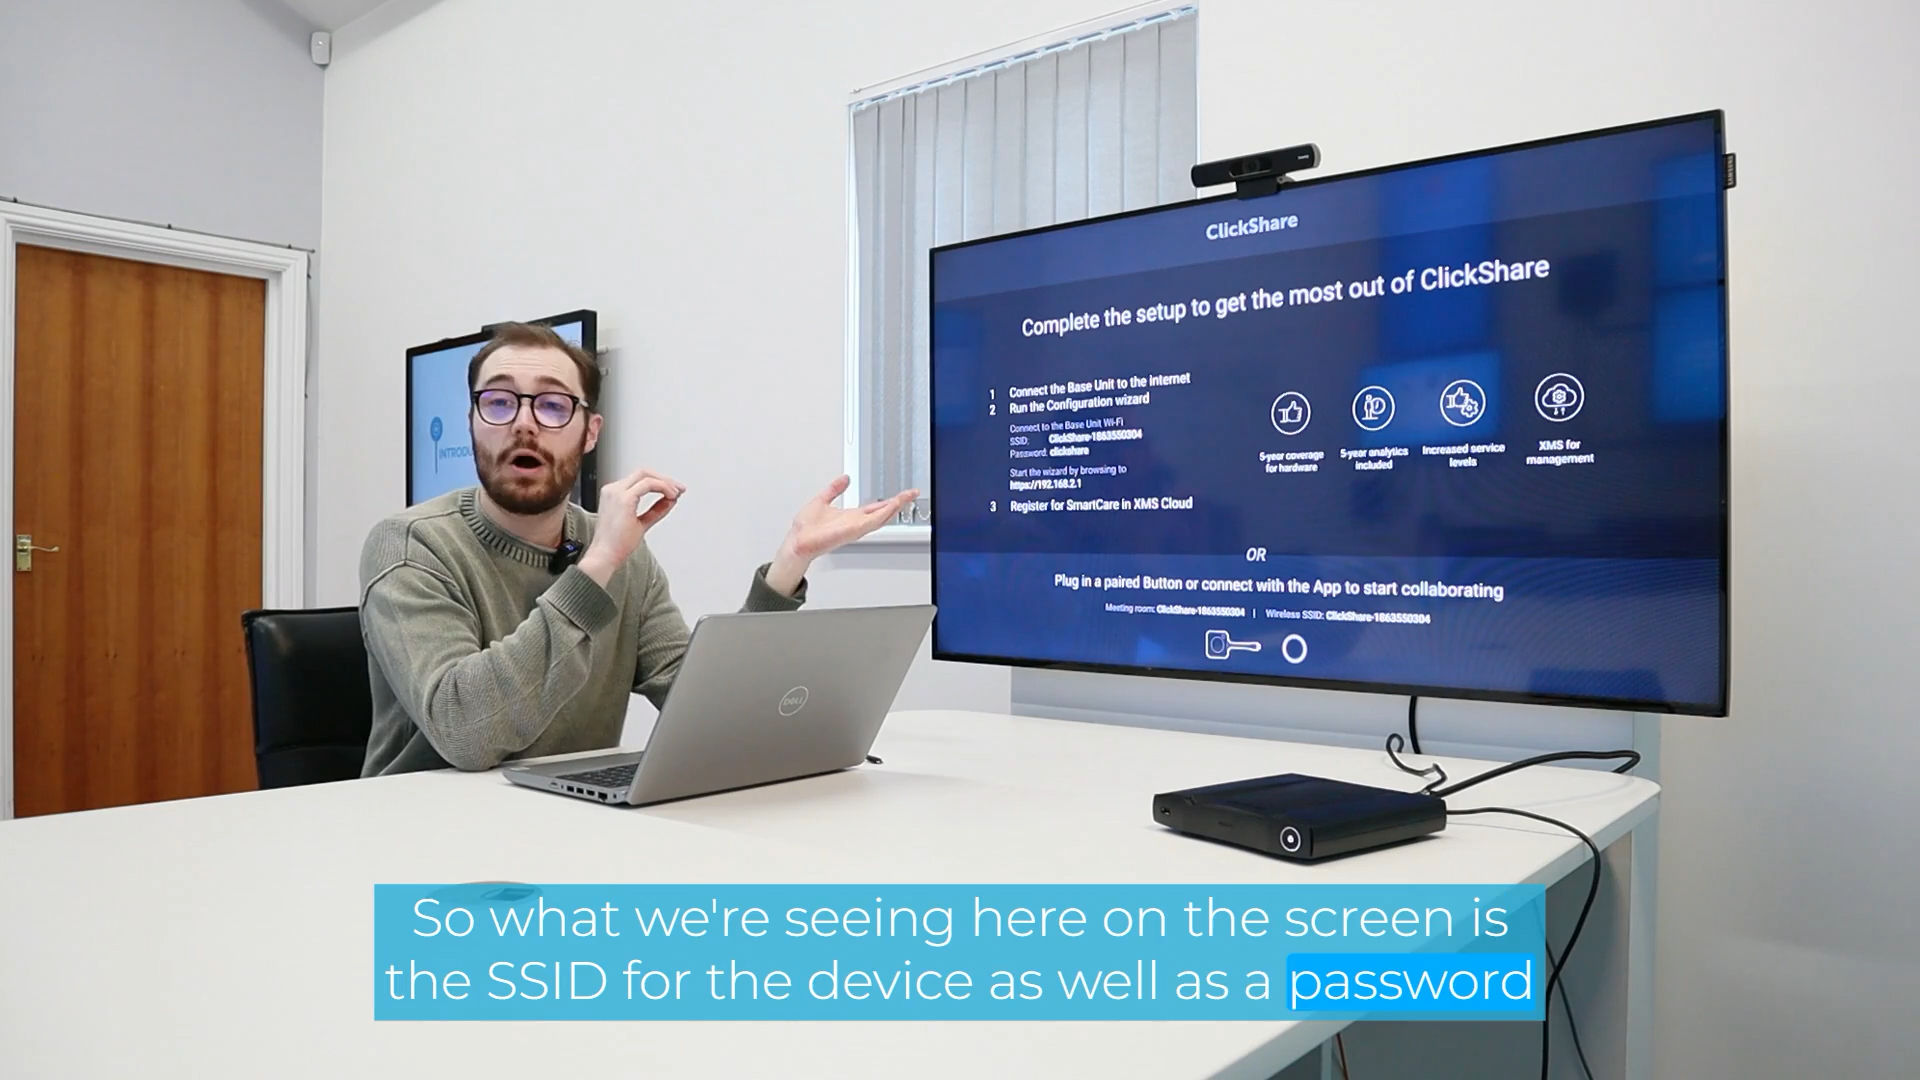 ClickShare
Complete the setup to get the most out of ClickShare
1 Connect the Base Unit to the Internet
2 Run the Configuration wizard
Connect to the Base Unit Wi-Fi
SSID: ClickShare-1863550304
Password: clickshare
Start the wizard by browsing to
https://192.168.2.1
3 Register for SmartCare in XMS Cloud
5-year coverage
for hardware
5-year analytics
included
Increased service
levels
XMS for
management
OR
Plug in a paired Button or connect with the App to start collaborating
Meeting room: ClickShare-1863550304 | Wireless SSID: ClickShare-1863550304
DELL
So what we're seeing here on the screen is
the SSID for the device as well as a password